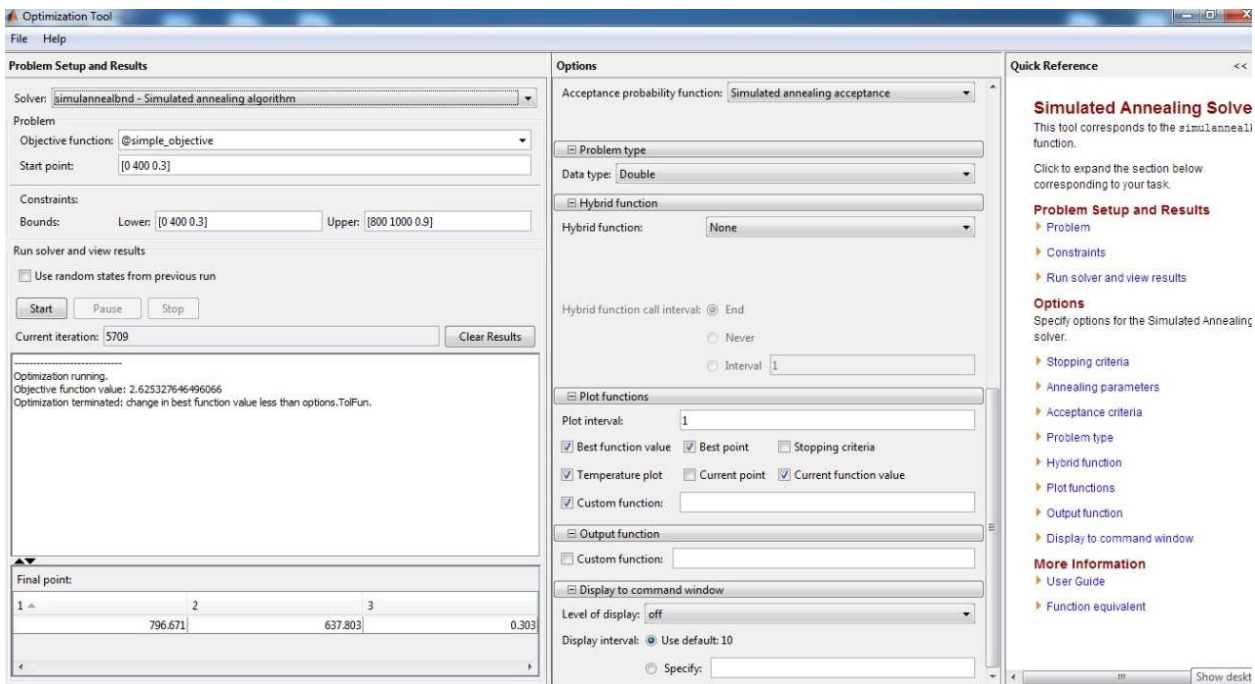 Optimization Tool
File Help
Problem Setup and Results
Solver: simulannealbnd - Simulated annealing algorithm
Problem
Objective function: @simple_objective
Start point: [0 400 0.3]
Constraints:
Bounds: Lower: [0 400 0.3] Upper: [800 1000 0.9]
Run solver and view results
Use random states from previous run
Start Pause Stop
Current iteration: 5709 Clear Results
Optimization running.
Objective function value: 2.625327646496066
Optimization terminated: change in best function value less than options.TolFun.
Final point:
1 2 3
796.671 637.803 0.303
Options
Acceptance probability function: Simulated annealing acceptance
Problem type
Data type: Double
Hybrid function
Hybrid function: None
Hybrid function call interval: End
Never
Interval 1
Plot functions
Plot interval: 1
Best function value Best point Stopping criteria
Temperature plot Current point Current function value
Custom function:
Output function
Custom function:
Display to command window
Level of display: off
Display interval: Use default: 10
Specify:
Quick Reference <<
Simulated Annealing Solve
This tool corresponds to the simulanneal
function.
Click to expand the section below
corresponding to your task.
Problem Setup and Results
Problem
Constraints
Run solver and view results
Options
Specify options for the Simulated Annealing
solver.
Stopping criteria
Annealing parameters
Acceptance criteria
Problem type
Hybrid function
Plot functions
Output function
Display to command window
More Information
User Guide
Function equivalent
Show deskt